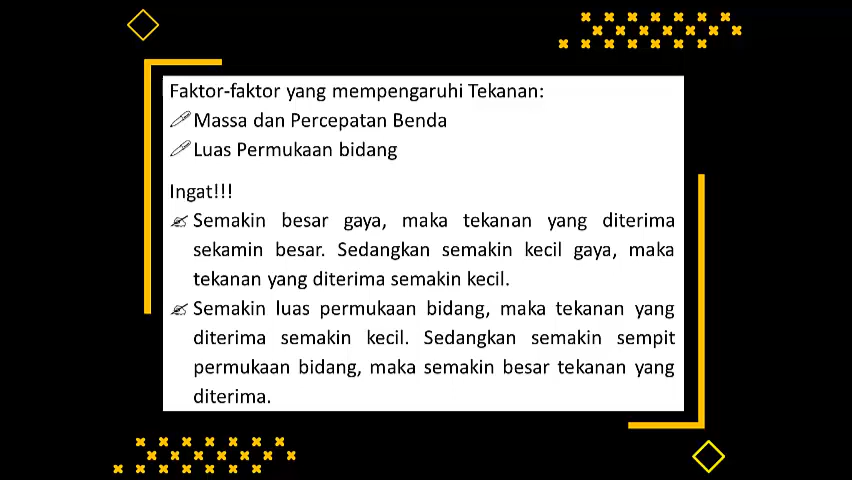 Faktor-faktor yang mempengaruhi Tekanan:
Massa dan Percepatan Benda
Luas Permukaan bidang
Ingat!!!
Semakin besar gaya, maka tekanan yang diterima
sekamin besar. Sedangkan semakin kecil gaya, maka
tekanan yang diterima semakin kecil.
Semakin luas permukaan bidang, maka tekanan yang
diterima semakin kecil. Sedangkan semakin sempit
permukaan bidang, maka semakin besar tekanan yang
diterima.